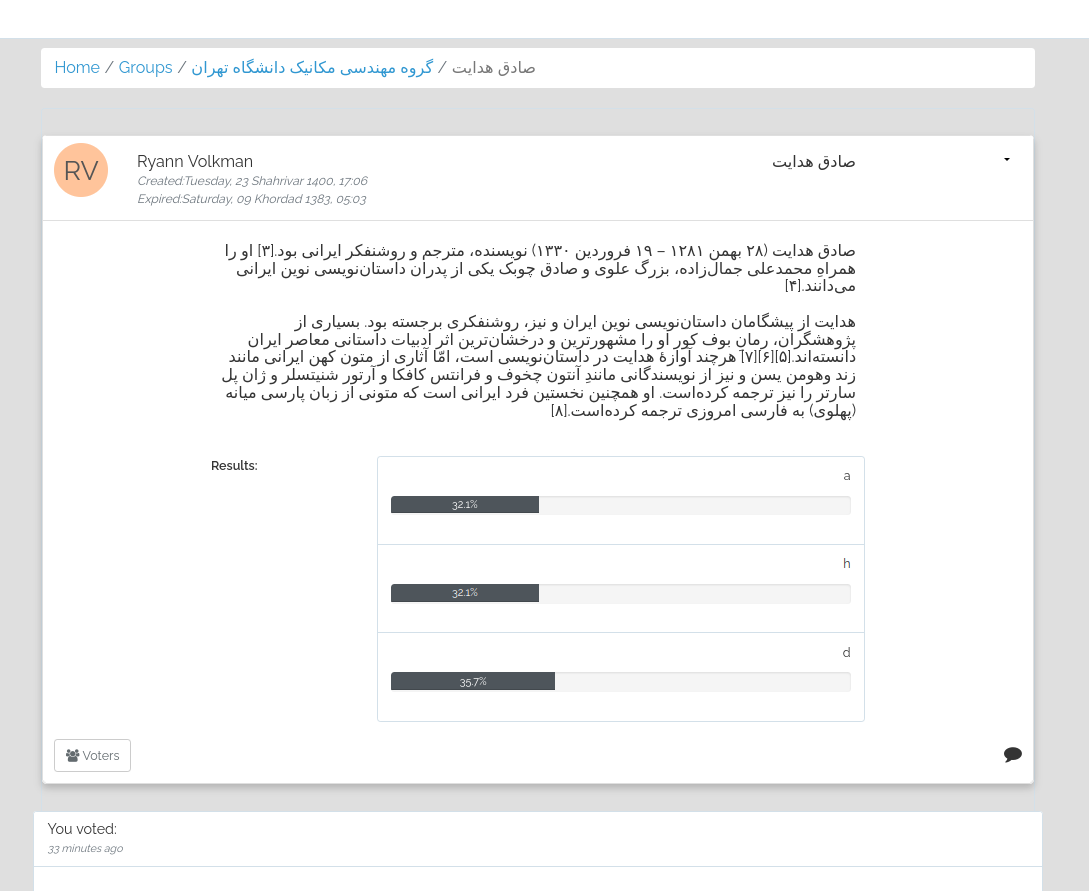 Home / Groups / گروه مهندسی مکانیک دانشگاه تهران / صادق هدایت
RV
Ryann Volkman
صادق هدایت
Created:Tuesday, 23 Shahrivar 1400, 17:06
Expired:Saturday, 09 Khordad 1383, 05:03
صادق هدایت (۲۸ بهمن ۱۲۸۱ – ۱۹ فروردین ۱۳۳۰) نویسنده، مترجم و روشنفکر ایرانی بود.[۳] او را
همراهِ محمدعلی جمال‌زاده، بزرگ علوی و صادق چوبک یکی از پدران داستان‌نویسی نوین ایرانی
می‌دانند.[۴]
هدایت از پیشگامان داستان‌نویسی نوین ایران و نیز، روشنفکری برجسته بود. بسیاری از
پژوهشگران، رمانِ بوف کور او را مشهورترین و درخشان‌ترین اثر ادبیات داستانی معاصر ایران
دانسته‌اند.[۵][۶][۷] هرچند آوازهٔ هدایت در داستان‌نویسی است، امّا آثاری از متون کهن ایرانی مانند
زند وهومن یسن و نیز از نویسندگانی مانندِ آنتون چخوف و فرانتس کافکا و آرتور شنیتسلر و ژان پل
سارتر را نیز ترجمه کرده‌است. او همچنین نخستین فرد ایرانی است که متونی از زبان پارسی میانه
(پهلوی) به فارسی امروزی ترجمه کرده‌است.[۸]
Results:
a
32.1%
h
32.1%
d
35.7%
Voters
You voted:
33 minutes ago